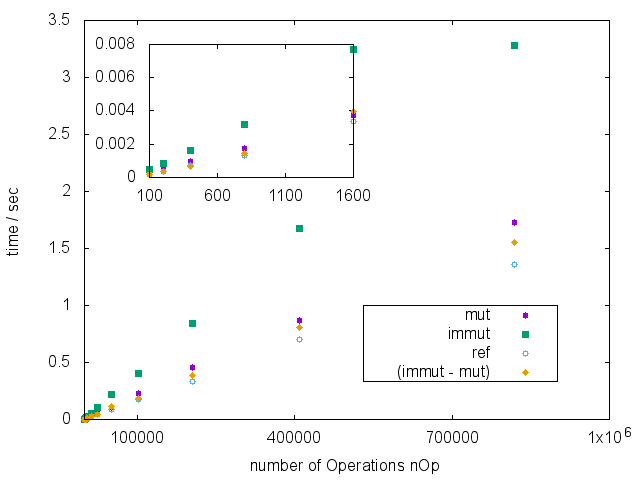 3.5
3
2.5
2
1.5
1
0.5
0
0.008
0.006
0.004
0.002
0
100 600 1100 1600
time / sec
mut
immut
ref
(immut - mut)
100000 400000 700000 1x10^6
number of Operations nOp